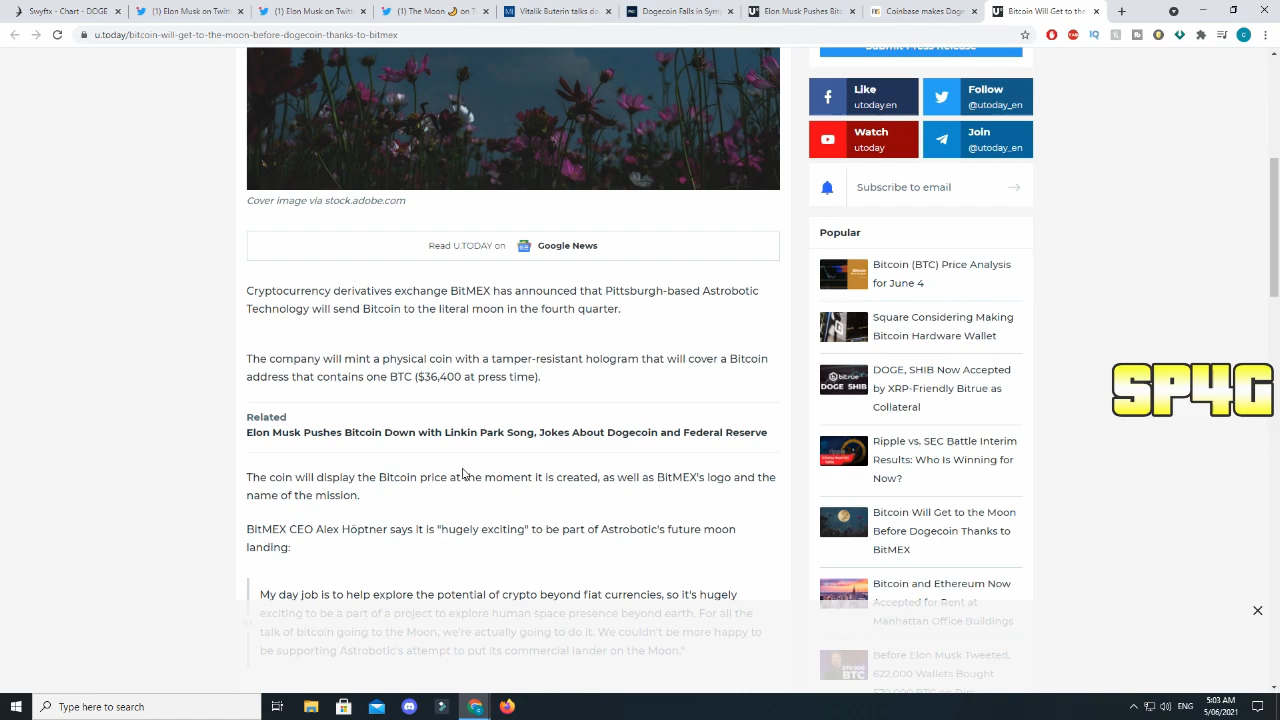 Swyftx - Chart - DOGE
(1) Elon Musk on Twitt
(1) Elon Musk on Twitt
(1) The Moon 🌙 on T
Vitalik Buterin talks do
Dogecoin Falls in Symp
Elon Musk Pushes Bitc
Coinbase makes Doge
Bitcoin Will Get to the
u.today/bitcoin-will-get-to-the-moon-before-dogecoin-thanks-to-bitmex
Submit Press Release
Like
utoday.en
Follow
@utoday_en
Watch
utoday
Join
@utoday_en
Subscribe to email
Cover image via stock.adobe.com
Read U.TODAY on Google News
Cryptocurrency derivatives exchange BitMEX has announced that Pittsburgh-based Astrobotic
Technology will send Bitcoin to the literal moon in the fourth quarter.
The company will mint a physical coin with a tamper-resistant hologram that will cover a Bitcoin
address that contains one BTC ($36,400 at press time).
Related
Elon Musk Pushes Bitcoin Down with Linkin Park Song, Jokes About Dogecoin and Federal Reserve
The coin will display the Bitcoin price at the moment it is created, as well as BitMEX's logo and the
name of the mission.
BitMEX CEO Alex Höptner says it is "hugely exciting" to be part of Astrobotic's future moon
landing:
My day job is to help explore the potential of crypto beyond fiat currencies, so it's hugely
exciting to be a part of a project to explore human space presence beyond earth. For all the
talk of bitcoin going to the Moon, we're actually going to do it. We couldn't be more happy to
be supporting Astrobotic's attempt to put its commercial lander on the Moon."
Popular
Bitcoin (BTC) Price Analysis
for June 4
Square Considering Making
Bitcoin Hardware Wallet
DOGE, SHIB Now Accepted
by XRP-Friendly Bitrue as
Collateral
Ripple vs. SEC Battle Interim
Results: Who Is Winning for
Now?
Bitcoin Will Get to the Moon
Before Dogecoin Thanks to
BitMEX
Bitcoin and Ethereum Now
Accepted for Rent at
Manhattan Office Buildings
Before Elon Musk Tweeted,
622,000 Wallets Bought
SP4G
Type here to search
ENG
5:03 AM
5/06/2021